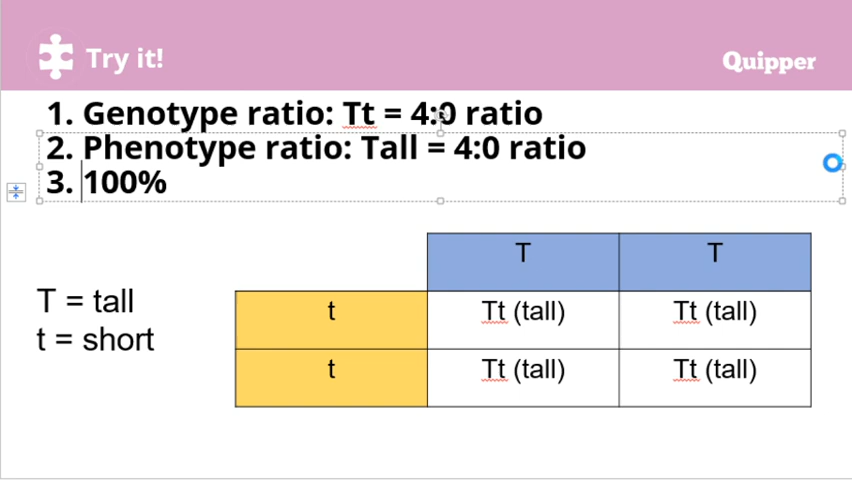 Try it!
Quipper
1. Genotype ratio: Tt = 4:0 ratio
2. Phenotype ratio: Tall = 4:0 ratio
3. 100%
T T
T = tall
t = short
t Tt (tall) Tt (tall)
t Tt (tall) Tt (tall)